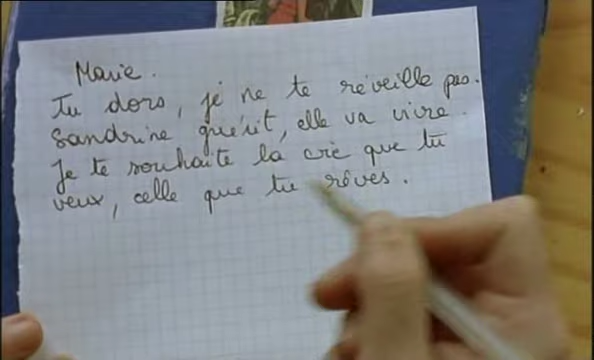 Marie.
Tu dors, je ne te réveille pas.
Sandrine guérit, elle va vivre.
Je te souhaite la vie que tu
veux, celle que tu rêves.